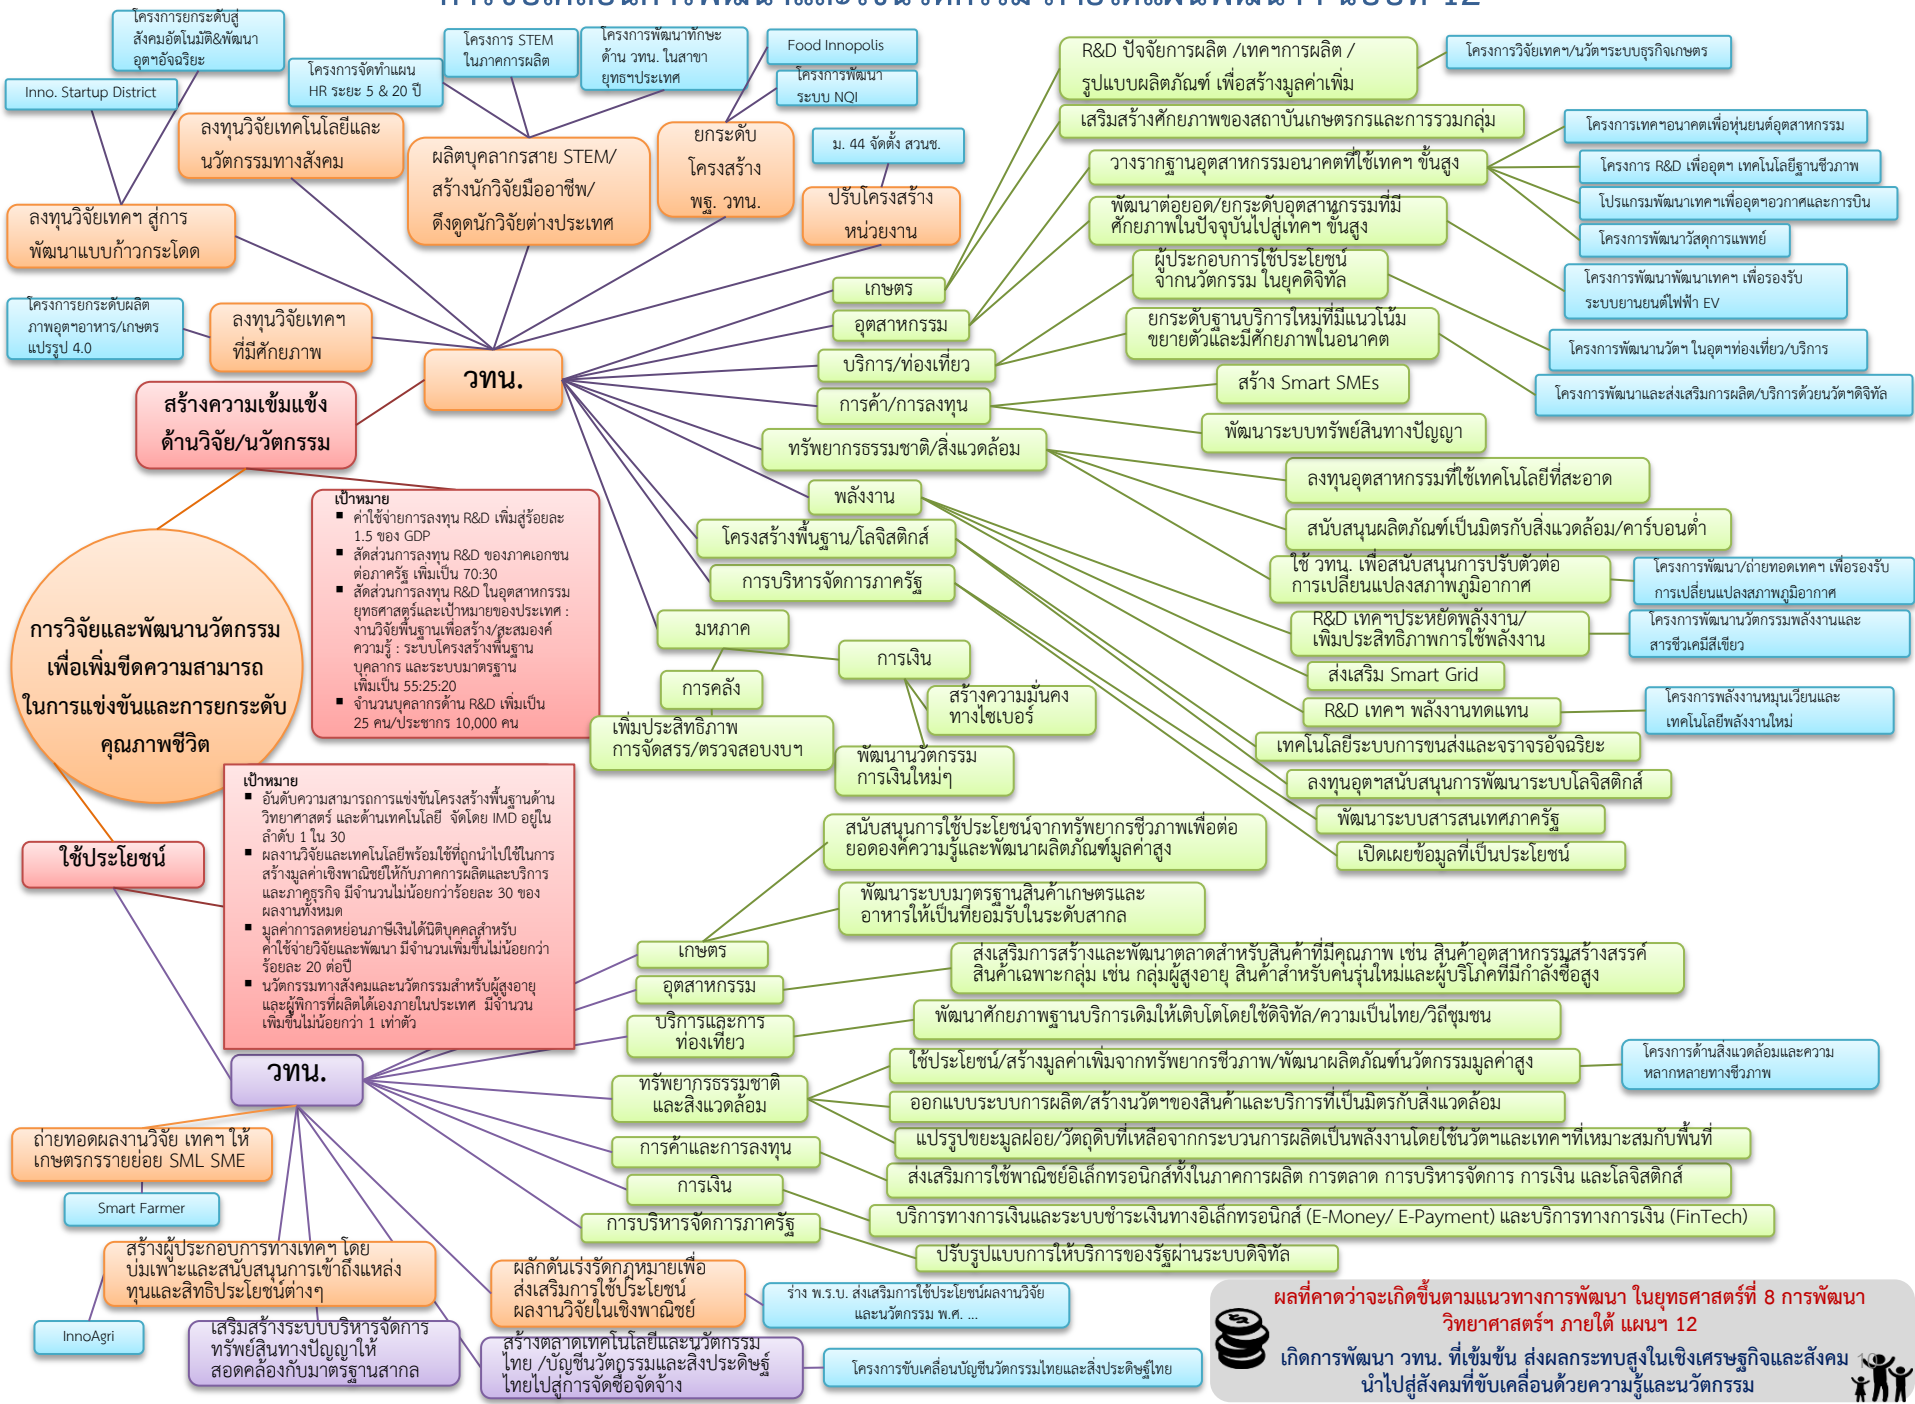 การขับเคลื่อนการพัฒนาและใช้นวัตกรรม ภายใต้แผนพัฒนาฯ ฉบับที่ 12
โครงการยกระดับสู่
สังคมอัตโนมัติ&พัฒนา
อุตฯอัจฉริยะ
Inno. Startup District
โครงการจัดทำแผน
HR ระยะ 5 & 20 ปี
โครงการ STEM
ในภาคการผลิต
โครงการพัฒนาทักษะ
ด้าน วทน. ในสาขา
ยุทธฯประเทศ
Food Innopolis
โครงการพัฒนา
ระบบ NQI
ม. 44 จัดตั้ง สวนช.
ลงทุนวิจัยเทคโนโลยีและ
นวัตกรรมทางสังคม
ผลิตบุคลากรสาย STEM/
สร้างนักวิจัยมืออาชีพ/
ดึงดูดนักวิจัยต่างประเทศ
ยกระดับ
โครงสร้าง
พฐ. วทน.
ปรับโครงสร้าง
หน่วยงาน
ลงทุนวิจัยเทคฯ สู่การ
พัฒนาแบบก้าวกระโดด
โครงการยกระดับผลิต
ภาพอุตฯอาหาร/เกษตร
แปรรูป 4.0
ลงทุนวิจัยเทคฯ
ที่มีศักยภาพ
วทน.
สร้างความเข้มแข็ง
ด้านวิจัย/นวัตกรรม
เป้าหมาย
▪ ค่าใช้จ่ายการลงทุน R&D เพิ่มสู่ร้อยละ
1.5 ของ GDP
▪ สัดส่วนการลงทุน R&D ของภาคเอกชน
ต่อภาครัฐ เพิ่มเป็น 70:30
▪ สัดส่วนการลงทุน R&D ในอุตสาหกรรม
ยุทธศาสตร์และเป้าหมายของประเทศ :
งานวิจัยพื้นฐานเพื่อสร้าง/สะสมองค์
ความรู้ : ระบบโครงสร้างพื้นฐาน
บุคลากร และระบบมาตรฐาน
เพิ่มเป็น 55:25:20
▪ จำนวนบุคลากรด้าน R&D เพิ่มเป็น
25 คน/ประชากร 10,000 คน
การวิจัยและพัฒนานวัตกรรม
เพื่อเพิ่มขีดความสามารถ
ในการแข่งขันและการยกระดับ
คุณภาพชีวิต
เกษตร
R&D ปัจจัยการผลิต /เทคฯการผลิต /
รูปแบบผลิตภัณฑ์ เพื่อสร้างมูลค่าเพิ่ม
โครงการวิจัยเทคฯ/นวัตฯระบบธุรกิจเกษตร
เสริมสร้างศักยภาพของสถาบันเกษตรกรและการรวมกลุ่ม
อุตสาหกรรม
วางรากฐานอุตสาหกรรมอนาคตที่ใช้เทคฯ ขั้นสูง
โครงการเทคฯอนาคตเพื่อหุ่นยนต์อุตสาหกรรม
โครงการ R&D เพื่ออุตฯ เทคโนโลยีฐานชีวภาพ
โปรแกรมพัฒนาเทคฯเพื่ออุตฯอวกาศและการบิน
โครงการพัฒนาวัสดุการแพทย์
พัฒนาต่อยอด/ยกระดับอุตสาหกรรมที่มี
ศักยภาพในปัจจุบันไปสู่เทคฯ ขั้นสูง
โครงการพัฒนาพัฒนาเทคฯ เพื่อรองรับ
ระบบยานยนต์ไฟฟ้า EV
บริการ/ท่องเที่ยว
ผู้ประกอบการใช้ประโยชน์
จากนวัตกรรม ในยุคดิจิทัล
ยกระดับฐานบริการใหม่ที่มีแนวโน้ม
ขยายตัวและมีศักยภาพในอนาคต
โครงการพัฒนานวัตฯ ในอุตฯท่องเที่ยว/บริการ
โครงการพัฒนาและส่งเสริมการผลิต/บริการด้วยนวัตฯดิจิทัล
การค้า/การลงทุน
สร้าง Smart SMEs
พัฒนาระบบทรัพย์สินทางปัญญา
ทรัพยากรธรรมชาติ/สิ่งแวดล้อม
ลงทุนอุตสาหกรรมที่ใช้เทคโนโลยีที่สะอาด
สนับสนุนผลิตภัณฑ์เป็นมิตรกับสิ่งแวดล้อม/คาร์บอนต่ำ
ใช้ วทน. เพื่อสนับสนุนการปรับตัวต่อ
การเปลี่ยนแปลงสภาพภูมิอากาศ
โครงการพัฒนา/ถ่ายทอดเทคฯ เพื่อรองรับ
การเปลี่ยนแปลงสภาพภูมิอากาศ
พลังงาน
R&D เทคฯประหยัดพลังงาน/
เพิ่มประสิทธิภาพการใช้พลังงาน
โครงการพัฒนานวัตกรรมพลังงานและ
สารชีวเคมีสีเขียว
ส่งเสริม Smart Grid
R&D เทคฯ พลังงานทดแทน
โครงการพลังงานหมุนเวียนและ
เทคโนโลยีพลังงานใหม่
โครงสร้างพื้นฐาน/โลจิสติกส์
เทคโนโลยีระบบการขนส่งและจราจรอัจฉริยะ
ลงทุนอุตฯสนับสนุนการพัฒนาระบบโลจิสติกส์
การบริหารจัดการภาครัฐ
พัฒนาระบบสารสนเทศภาครัฐ
เปิดเผยข้อมูลที่เป็นประโยชน์
มหภาค
การคลัง
การเงิน
เพิ่มประสิทธิภาพ
การจัดสรร/ตรวจสอบงบฯ
สร้างความมั่นคง
ทางไซเบอร์
พัฒนานวัตกรรม
การเงินใหม่ๆ
ใช้ประโยชน์
เป้าหมาย
▪ อันดับความสามารถการแข่งขันโครงสร้างพื้นฐานด้าน
วิทยาศาสตร์ และด้านเทคโนโลยี จัดโดย IMD อยู่ใน
ลำดับ 1 ใน 30
▪ ผลงานวิจัยและเทคโนโลยีพร้อมใช้ที่ถูกนำไปใช้ในการ
สร้างมูลค่าเชิงพาณิชย์ให้กับภาคการผลิตและบริการ
และภาคธุรกิจ มีจำนวนไม่น้อยกว่าร้อยละ 30 ของ
ผลงานทั้งหมด
▪ มูลค่าการลดหย่อนภาษีเงินได้นิติบุคคลสำหรับ
ค่าใช้จ่ายวิจัยและพัฒนา มีจำนวนเพิ่มขึ้นไม่น้อยกว่า
ร้อยละ 20 ต่อปี
▪ นวัตกรรมทางสังคมและนวัตกรรมสำหรับผู้สูงอายุ
และผู้พิการที่ผลิตได้เองภายในประเทศ มีจำนวน
เพิ่มขึ้นไม่น้อยกว่า 1 เท่าตัว
วทน.
เกษตร
สนับสนุนการใช้ประโยชน์จากทรัพยากรชีวภาพเพื่อต่อ
ยอดองค์ความรู้และพัฒนาผลิตภัณฑ์มูลค่าสูง
พัฒนาระบบมาตรฐานสินค้าเกษตรและ
อาหารให้เป็นที่ยอมรับในระดับสากล
อุตสาหกรรม
ส่งเสริมการสร้างและพัฒนาตลาดสำหรับสินค้าที่มีคุณภาพ เช่น สินค้าอุตสาหกรรมสร้างสรรค์
สินค้าเฉพาะกลุ่ม เช่น กลุ่มผู้สูงอายุ สินค้าสำหรับคนรุ่นใหม่และผู้บริโภคที่มีกำลังซื้อสูง
บริการและการ
ท่องเที่ยว
พัฒนาศักยภาพฐานบริการเดิมให้เติบโตโดยใช้ดิจิทัล/ความเป็นไทย/วิถีชุมชน
ทรัพยากรธรรมชาติ
และสิ่งแวดล้อม
ใช้ประโยชน์/สร้างมูลค่าเพิ่มจากทรัพยากรชีวภาพ/พัฒนาผลิตภัณฑ์นวัตกรรมมูลค่าสูง
โครงการด้านสิ่งแวดล้อมและความ
หลากหลายทางชีวภาพ
ออกแบบระบบการผลิต/สร้างนวัตฯของสินค้าและบริการที่เป็นมิตรกับสิ่งแวดล้อม
แปรรูปขยะมูลฝอย/วัตถุดิบที่เหลือจากกระบวนการผลิตเป็นพลังงานโดยใช้นวัตฯและเทคฯที่เหมาะสมกับพื้นที่
การค้าและการลงทุน
ส่งเสริมการใช้พาณิชย์อิเล็กทรอนิกส์ทั้งในภาคการผลิต การตลาด การบริหารจัดการ การเงิน และโลจิสติกส์
การเงิน
บริการทางการเงินและระบบชำระเงินทางอิเล็กทรอนิกส์ (E-Money/ E-Payment) และบริการทางการเงิน (FinTech)
การบริหารจัดการภาครัฐ
ปรับรูปแบบการให้บริการของรัฐผ่านระบบดิจิทัล
ถ่ายทอดผลงานวิจัย เทคฯ ให้
เกษตรกรรายย่อย SML SME
Smart Farmer
สร้างผู้ประกอบการทางเทคฯ โดย
บ่มเพาะและสนับสนุนการเข้าถึงแหล่ง
ทุนและสิทธิประโยชน์ต่างๆ
InnoAgri
เสริมสร้างระบบบริหารจัดการ
ทรัพย์สินทางปัญญาให้
สอดคล้องกับมาตรฐานสากล
ผลักดันเร่งรัดกฎหมายเพื่อ
ส่งเสริมการใช้ประโยชน์
ผลงานวิจัยในเชิงพาณิชย์
ร่าง พ.ร.บ. ส่งเสริมการใช้ประโยชน์ผลงานวิจัย
และนวัตกรรม พ.ศ. ...
สร้างตลาดเทคโนโลยีและนวัตกรรม
ไทย /บัญชีนวัตกรรมและสิ่งประดิษฐ์
ไทยไปสู่การจัดซื้อจัดจ้าง
โครงการขับเคลื่อนบัญชีนวัตกรรมไทยและสิ่งประดิษฐ์ไทย
ผลที่คาดว่าจะเกิดขึ้นตามแนวทางการพัฒนา ในยุทธศาสตร์ที่ 8 การพัฒนา
วิทยาศาสตร์ฯ ภายใต้ แผนฯ 12
เกิดการพัฒนา วทน. ที่เข้มข้น ส่งผลกระทบสูงในเชิงเศรษฐกิจและสังคม
นำไปสู่สังคมที่ขับเคลื่อนด้วยความรู้และนวัตกรรม